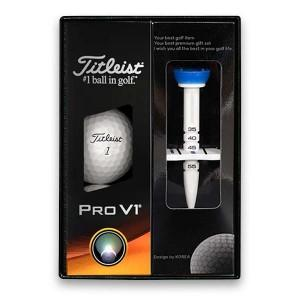 Titleist
#1 ball in golf.™
Titleist
1
PRO V1®
Your best golf item
Your best premium gift set
I wish you all the best in your golf life.
35
40
45
55
Design by KOREA